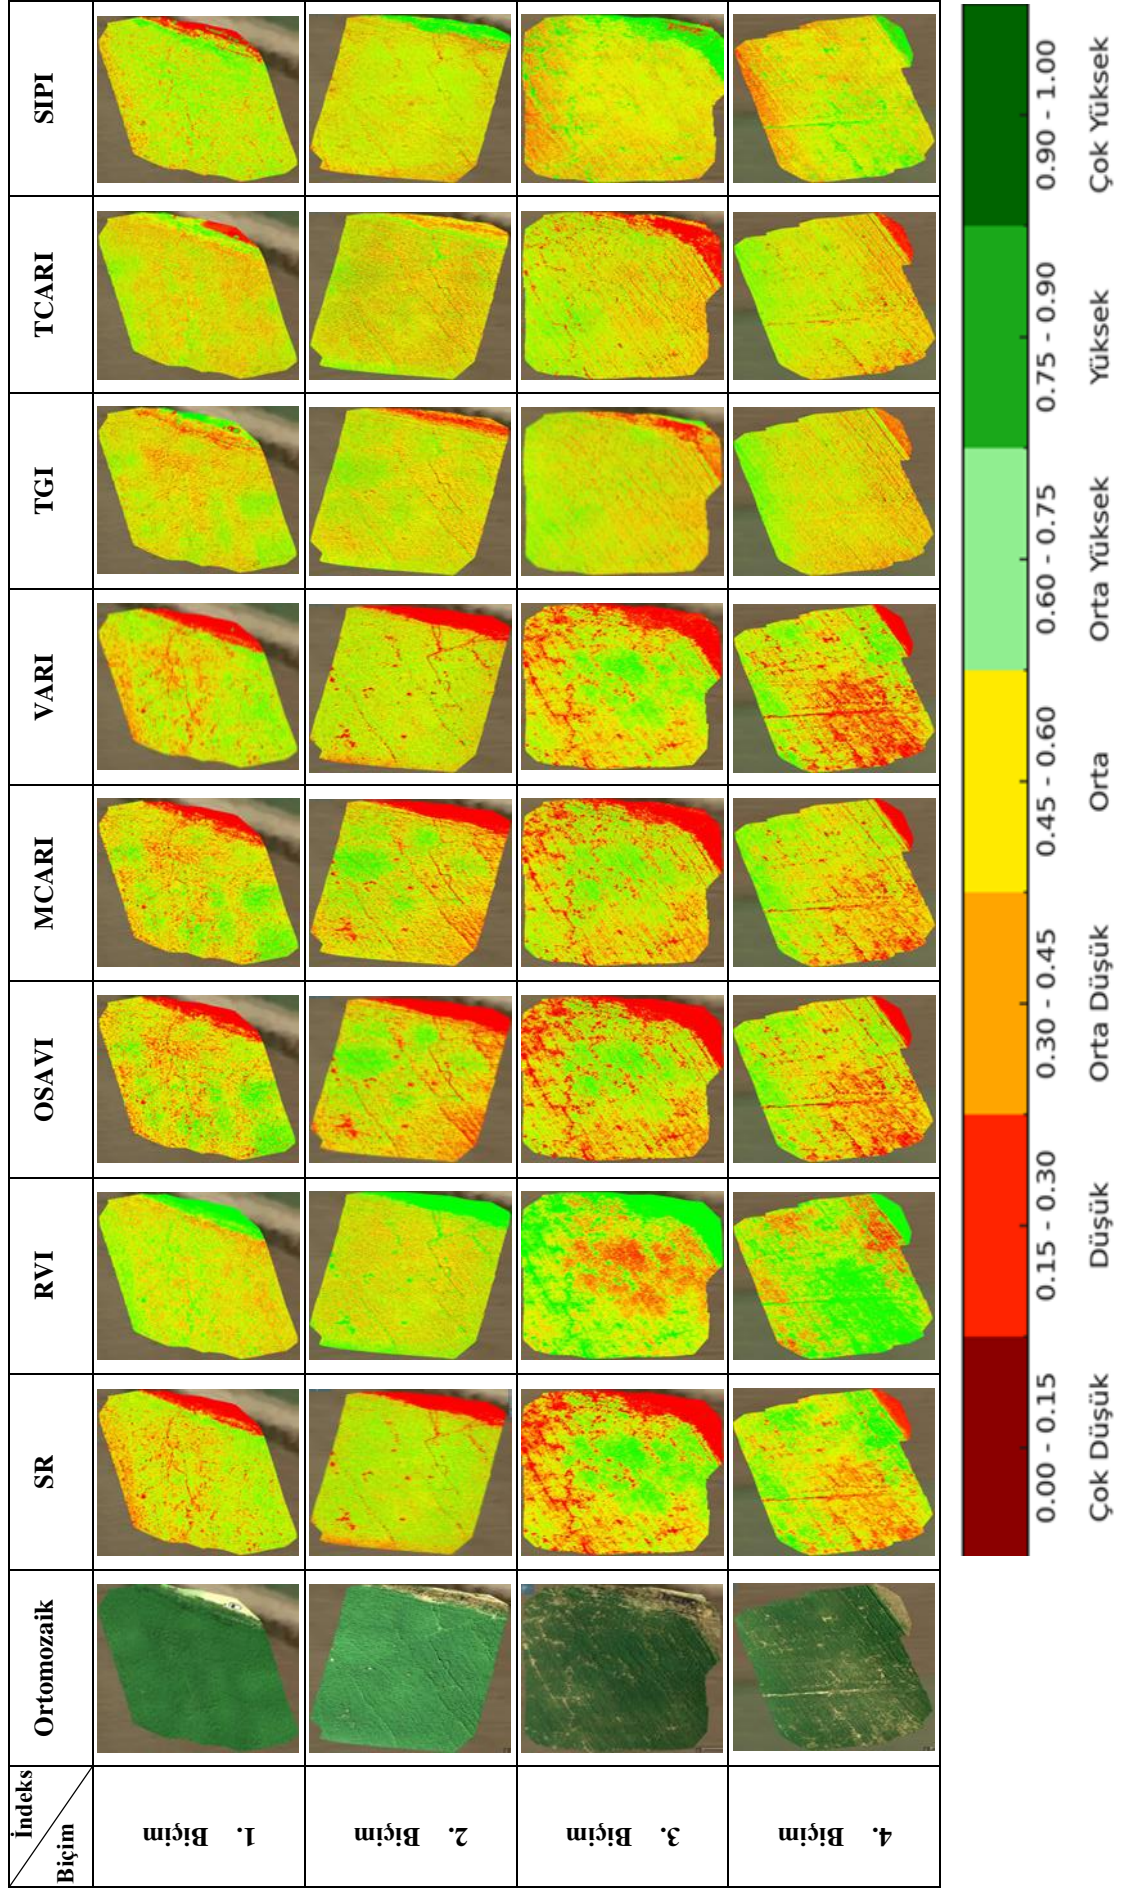 İndeks
Biçim
Ortomozaik
SR
RVI
OSAVI
MCARI
VARI
TGI
TCARI
SIPI
1. Biçim
2. Biçim
3. Biçim
4. Biçim
0.00 - 0.15
0.15 - 0.30
0.30 - 0.45
0.45 - 0.60
0.60 - 0.75
0.75 - 0.90
0.90 - 1.00
Çok Düşük
Düşük
Orta Düşük
Orta
Orta Yüksek
Yüksek
Çok Yüksek